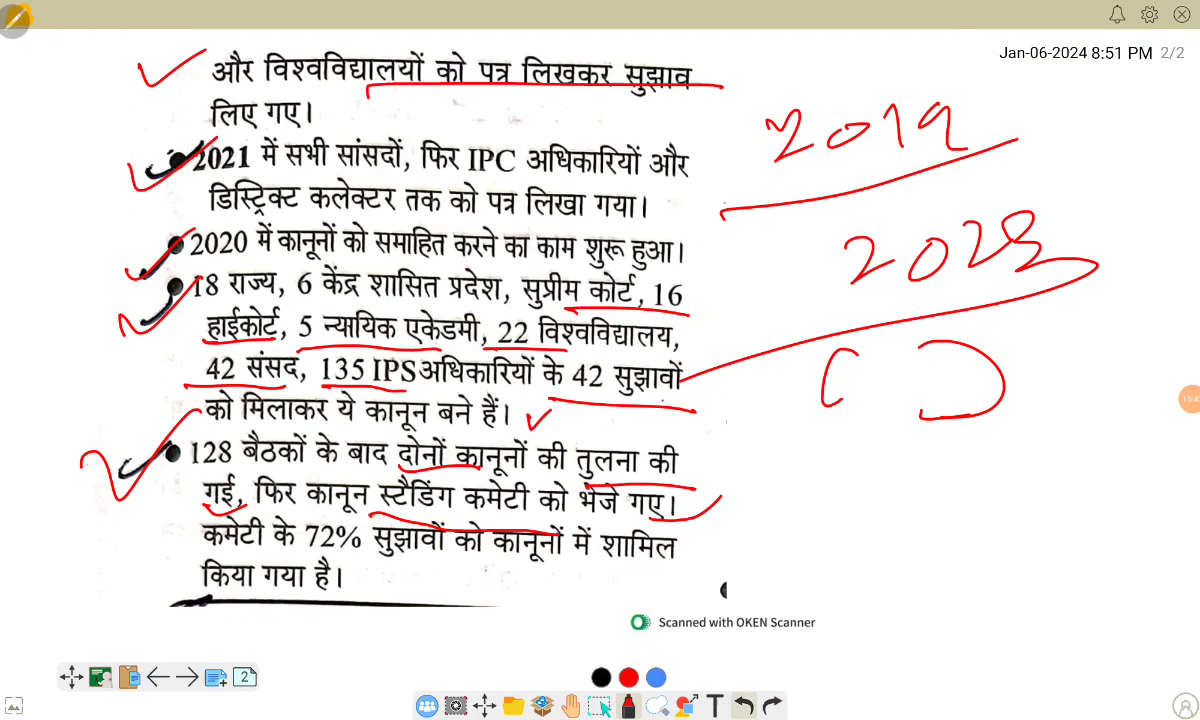 Jan-06-2024 8:51 PM 2/2
और विश्वविद्यालयों को पत्र लिखकर सुझाव
लिए गए।
2021 में सभी सांसदों, फिर IPC अधिकारियों और
डिस्ट्रिक्ट कलेक्टर तक को पत्र लिखा गया।
2020 में कानूनों को समाहित करने का काम शुरू हुआ।
18 राज्य, 6 केंद्र शासित प्रदेश, सुप्रीम कोर्ट, 16
हाईकोर्ट, 5 न्यायिक एकेडमी, 22 विश्वविद्यालय,
42 संसद, 135 IPS अधिकारियों के 42 सुझावों
को मिलाकर ये कानून बने हैं।
128 बैठकों के बाद दोनों कानूनों की तुलना की
गई, फिर कानून स्टैडिंग कमेटी को भेजे गए।
कमेटी के 72% सुझावों को कानूनों में शामिल
किया गया है।
2019
2023
Scanned with OKEN Scanner
15:4
2
T